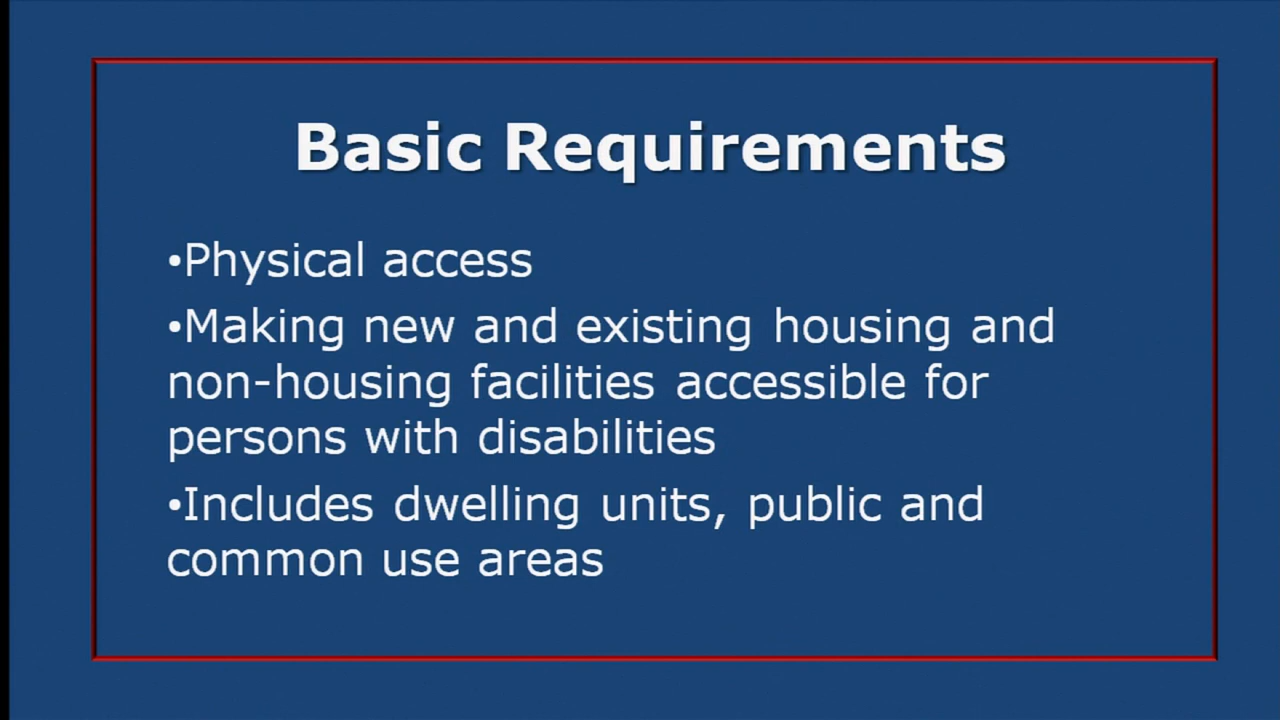 Basic Requirements
•Physical access
•Making new and existing housing and
non-housing facilities accessible for
persons with disabilities
•Includes dwelling units, public and
common use areas